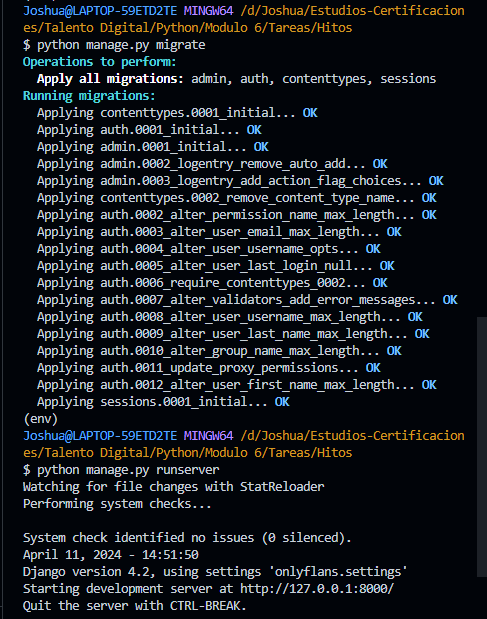 Joshua@LAPTOP-59ETD2TE MINGW64 /d/Joshua/Estudios-Certificacion
es/Talento Digital/Python/Modulo 6/Tareas/Hitos
$ python manage.py migrate
Operations to perform:
  Apply all migrations: admin, auth, contenttypes, sessions
Running migrations:
  Applying contenttypes.0001_initial... OK
  Applying auth.0001_initial... OK
  Applying admin.0001_initial... OK
  Applying admin.0002_logentry_remove_auto_add... OK
  Applying admin.0003_logentry_add_action_flag_choices... OK
  Applying contenttypes.0002_remove_content_type_name... OK
  Applying auth.0002_alter_permission_name_max_length... OK
  Applying auth.0003_alter_user_email_max_length... OK
  Applying auth.0004_alter_user_username_opts... OK
  Applying auth.0005_alter_user_last_login_null... OK
  Applying auth.0006_require_contenttypes_0002... OK
  Applying auth.0007_alter_validators_add_error_messages... OK
  Applying auth.0008_alter_user_username_max_length... OK
  Applying auth.0009_alter_user_last_name_max_length... OK
  Applying auth.0010_alter_group_name_max_length... OK
  Applying auth.0011_update_proxy_permissions... OK
  Applying auth.0012_alter_user_first_name_max_length... OK
  Applying sessions.0001_initial... OK
(env)
Joshua@LAPTOP-59ETD2TE MINGW64 /d/Joshua/Estudios-Certificacion
es/Talento Digital/Python/Modulo 6/Tareas/Hitos
$ python manage.py runserver
Watching for file changes with StatReloader
Performing system checks...

System check identified no issues (0 silenced).
April 11, 2024 - 14:51:50
Django version 4.2, using settings 'onlyflans.settings'
Starting development server at http://127.0.0.1:8000/
Quit the server with CTRL-BREAK.